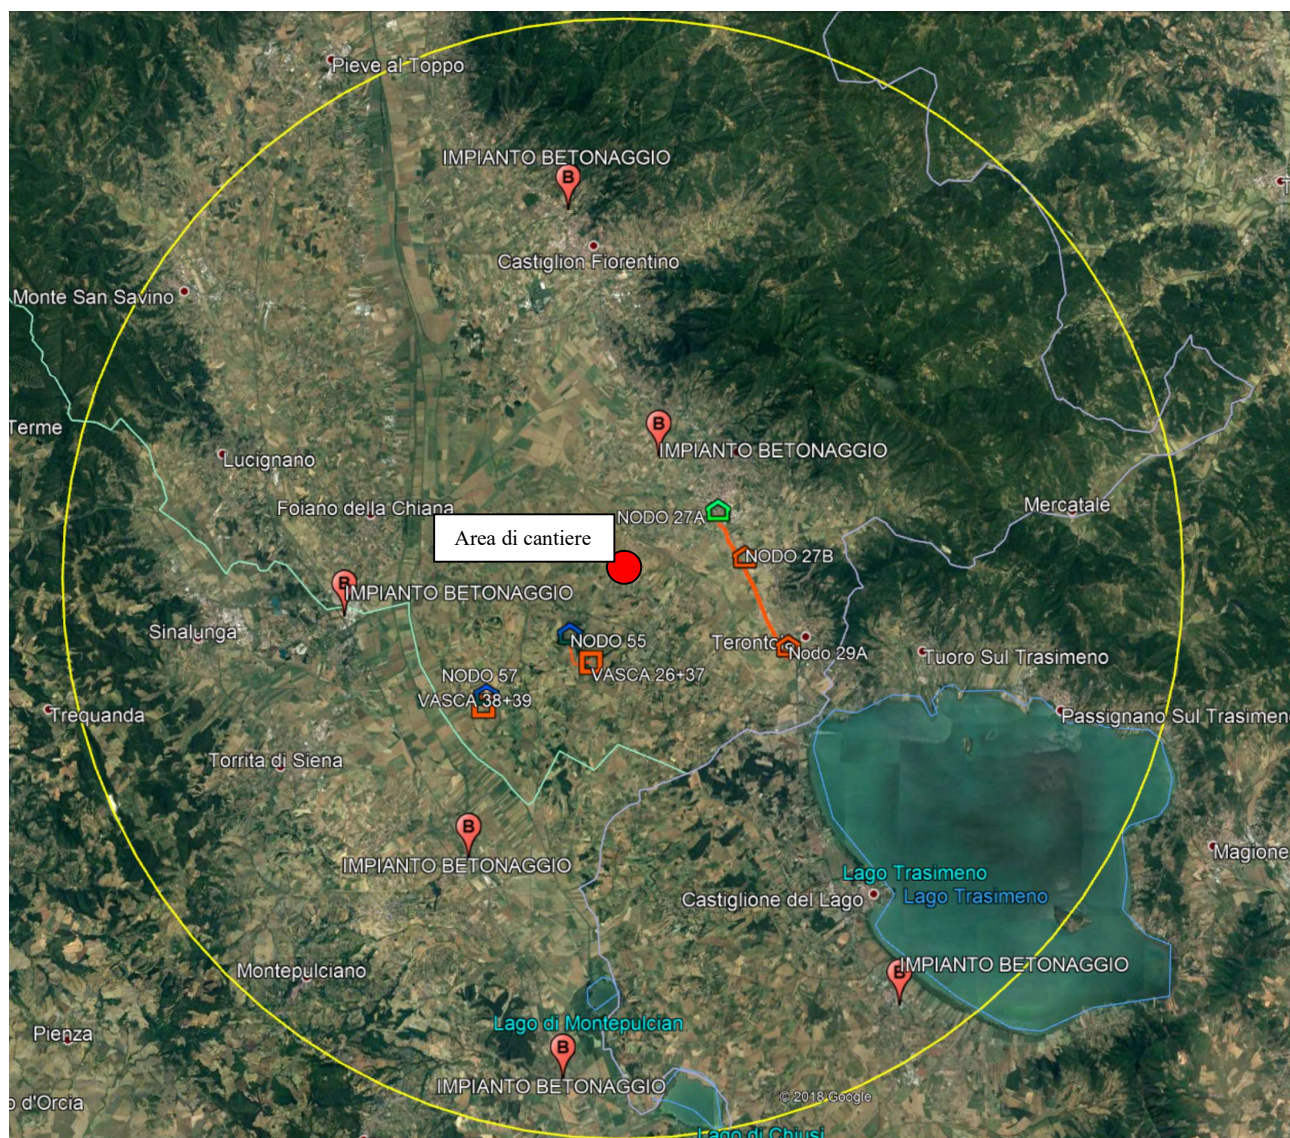 Pieve al Toppo
IMPIANTO BETONAGGIO
B
Castiglion Fiorentino
Monte San Savino
B
Terme
IMPIANTO BETONAGGIO
Lucignano
Foiano della Chiana
Mercatale
NODO 27A
Area di cantiere
NODO 27B
B
IMPIANTO BETONAGGIO
Sinalunga
NODO 55
Nodo 29A
Tuoro Sul Trasimeno
NODO 57
VASCA 26+37
VASCA 38+39
Trequanda
Passignano Sul Trasimeno
Torrita di Siena
B
IMPIANTO BETONAGGIO
Magione
Lago Trasimeno
Castiglione del Lago
Lago Trasimeno
IMPIANTO BETONAGGIO
B
Montepulciano
Lago di Montepulcian
Pienza
B
IMPIANTO BETONAGGIO
© 2018 Google
o d'Orcia
Lago di Chiusi